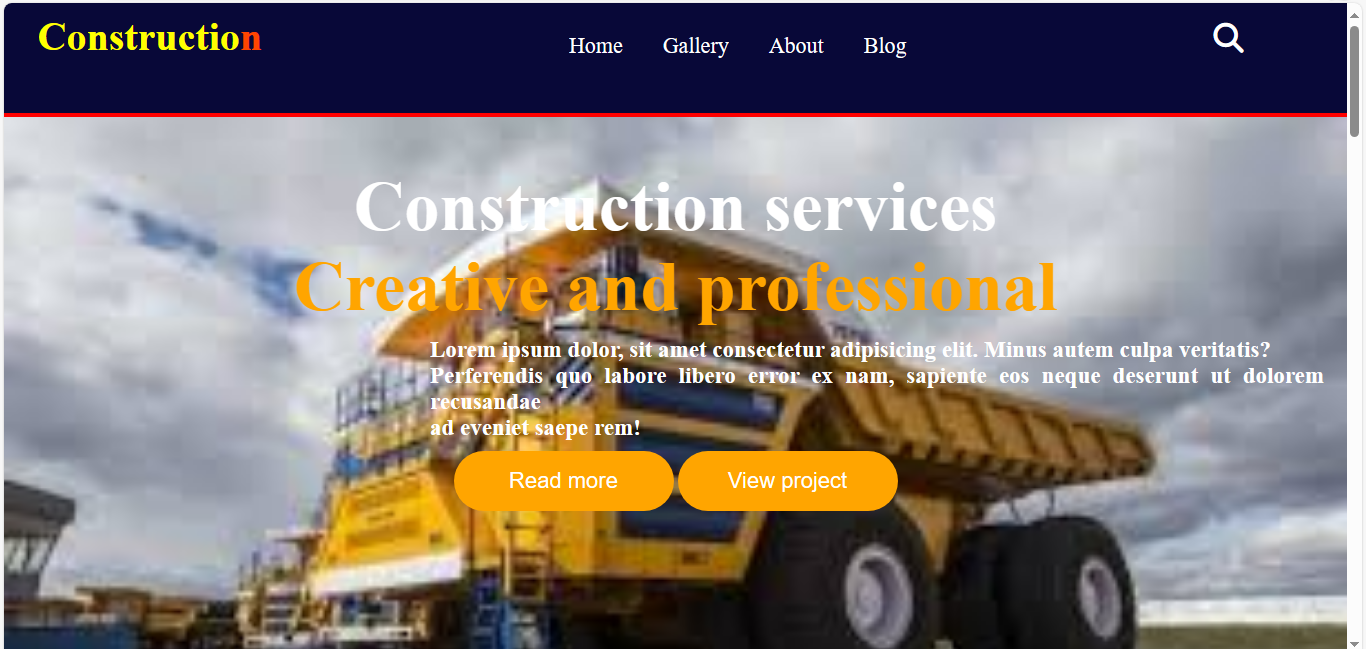 Construction
Home Gallery About Blog
Construction services
Creative and professional
Lorem ipsum dolor, sit amet consectetur adipisicing elit. Minus autem culpa veritatis?
Perferendis quo labore libero error ex nam, sapiente eos neque deserunt ut dolorem
recusandae
ad eveniet saepe rem!
Read more View project